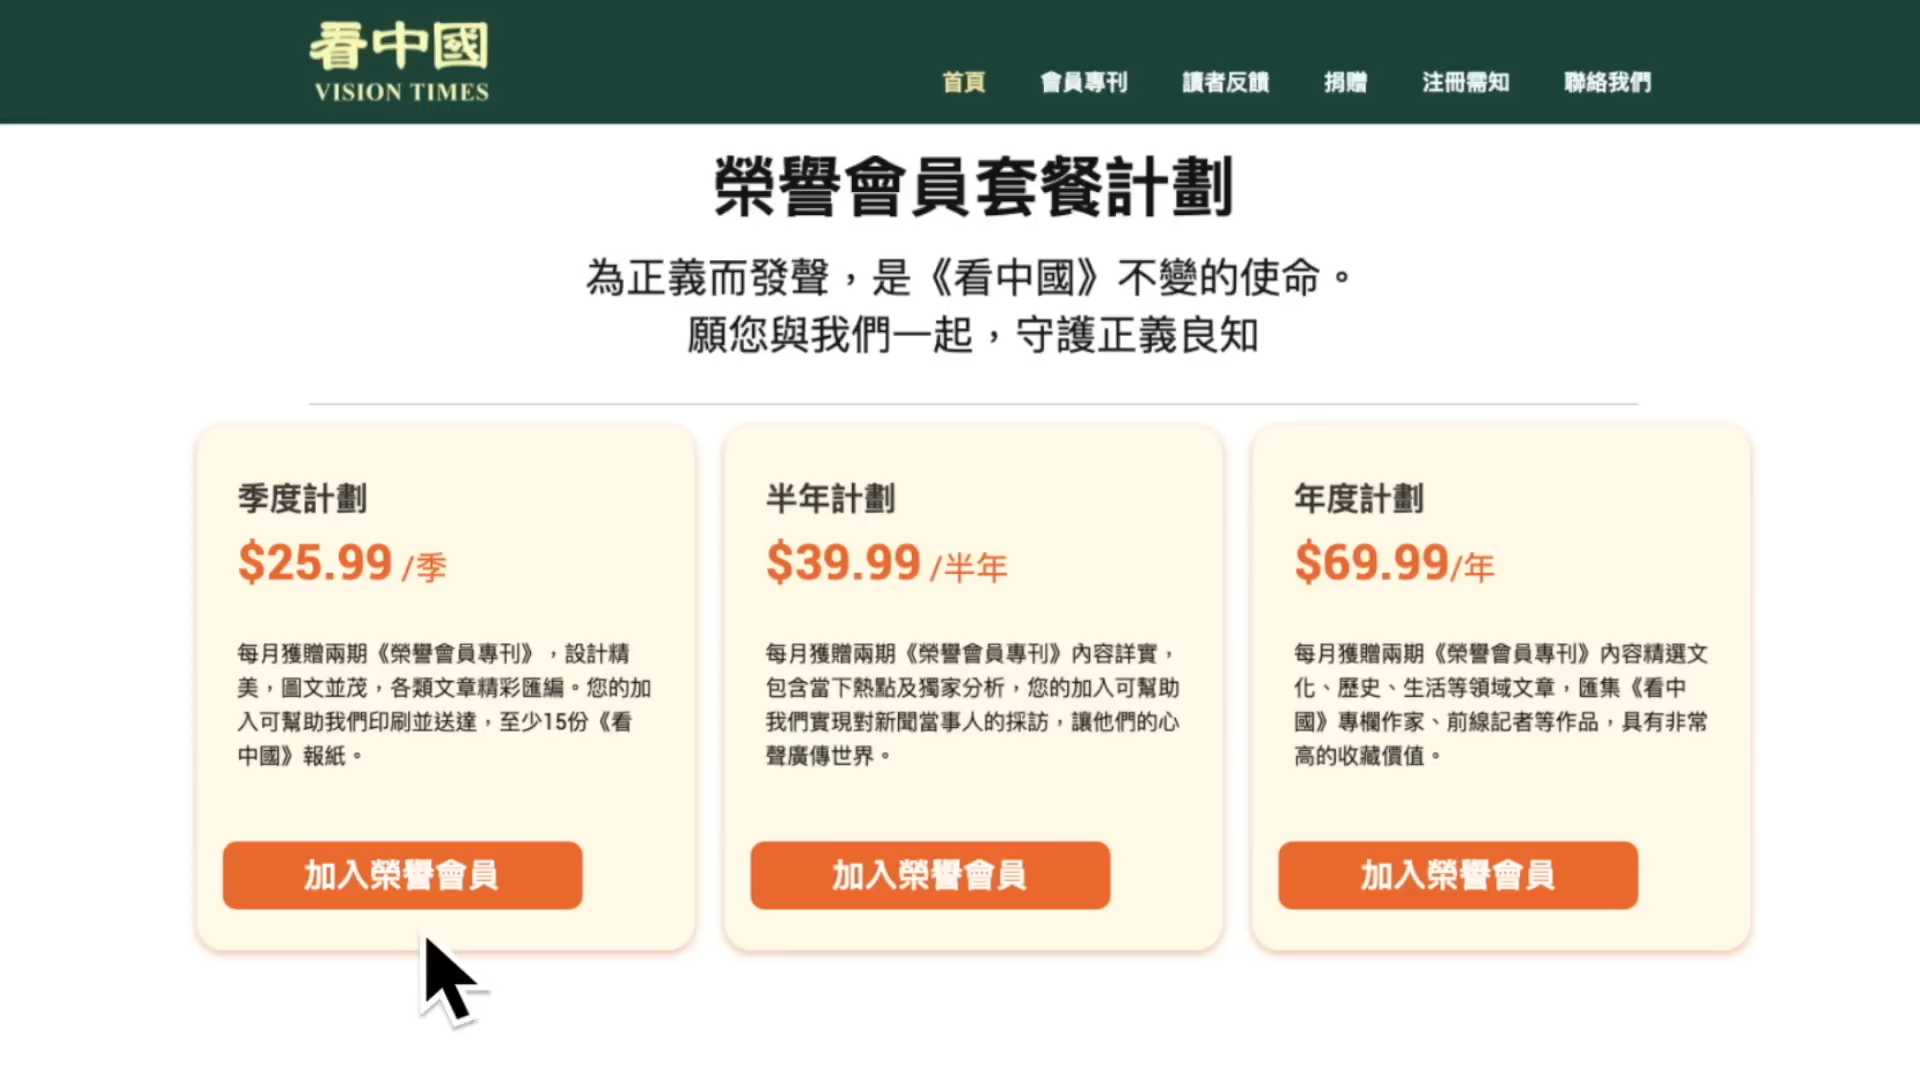 看中國
VISION TIMES
首頁
會員專刊
讀者反饋
捐贈
注冊需知
聯絡我們
榮譽會員套餐計劃
為正義而發聲，是《看中國》不變的使命。
願您與我們一起，守護正義良知
季度計劃
$25.99 /季
每月獲贈兩期《榮譽會員專刊》，設計精
美，圖文並茂，各類文章精彩匯編。您的加
入可幫助我們印刷並送達，至少15份《看
中國》報紙。
加入榮譽會員
半年計劃
$39.99 /半年
每月獲贈兩期《榮譽會員專刊》內容詳實，
包含當下熱點及獨家分析，您的加入可幫助
我們實現對新聞當事人的採訪，讓他們的心
聲廣傳世界。
加入榮譽會員
年度計劃
$69.99/年
每月獲贈兩期《榮譽會員專刊》內容精選文
化、歷史、生活等領域文章，匯集《看中
國》專欄作家、前線記者等作品，具有非常
高的收藏價值。
加入榮譽會員